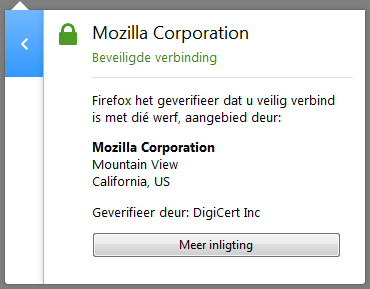 Mozilla Corporation
Beveiligde verbinding
Firefox het geverifieer dat u veilig verbind
is met dié werf, aangebied deur:
Mozilla Corporation
Mountain View
California, US
Geverifieer deur: DigiCert Inc
Meer inligting